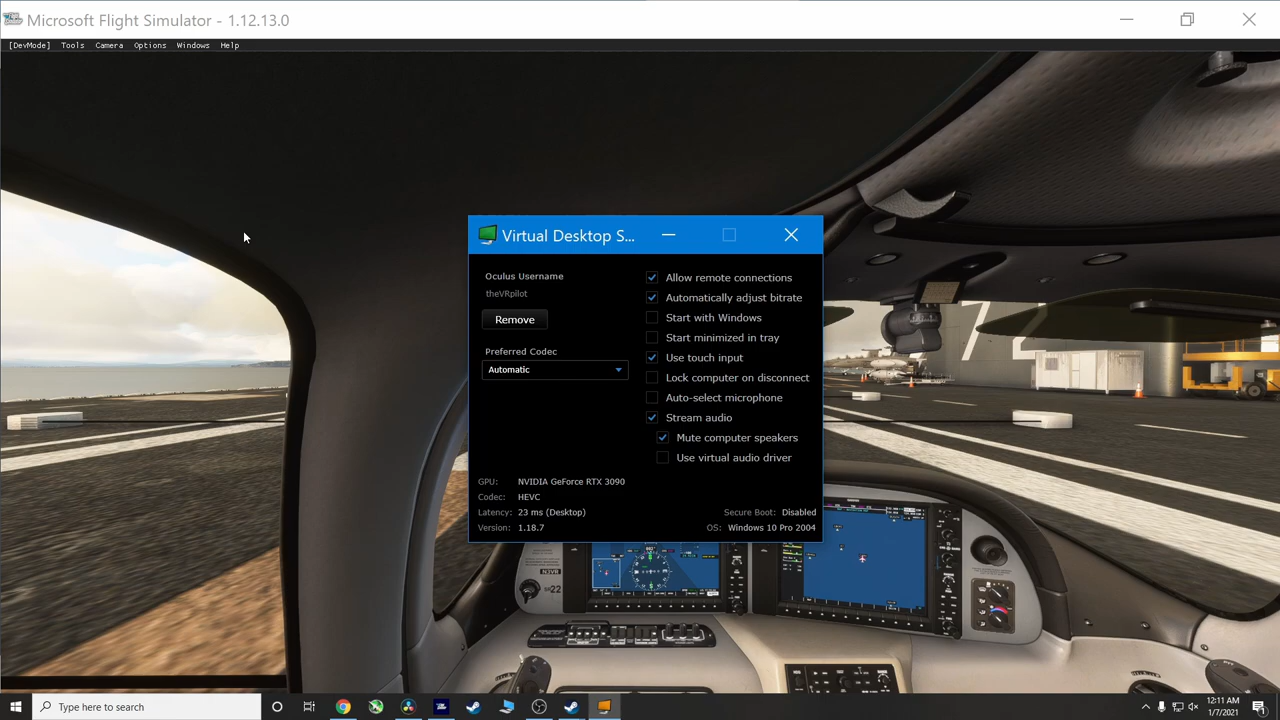 Microsoft Flight Simulator - 1.12.13.0
[DevMode] Tools Camera Options Windows Help
Virtual Desktop S...
Oculus Username
theVRpilot
Remove
Preferred Codec
Automatic
Allow remote connections
Automatically adjust bitrate
Start with Windows
Start minimized in tray
Use touch input
Lock computer on disconnect
Auto-select microphone
Stream audio
Mute computer speakers
Use virtual audio driver
GPU: NVIDIA GeForce RTX 3090
Codec: HEVC
Latency: 23 ms (Desktop)
Version: 1.18.7
Secure Boot: Disabled
OS: Windows 10 Pro 2004
72
Type here to search
12:11 AM
1/7/2021